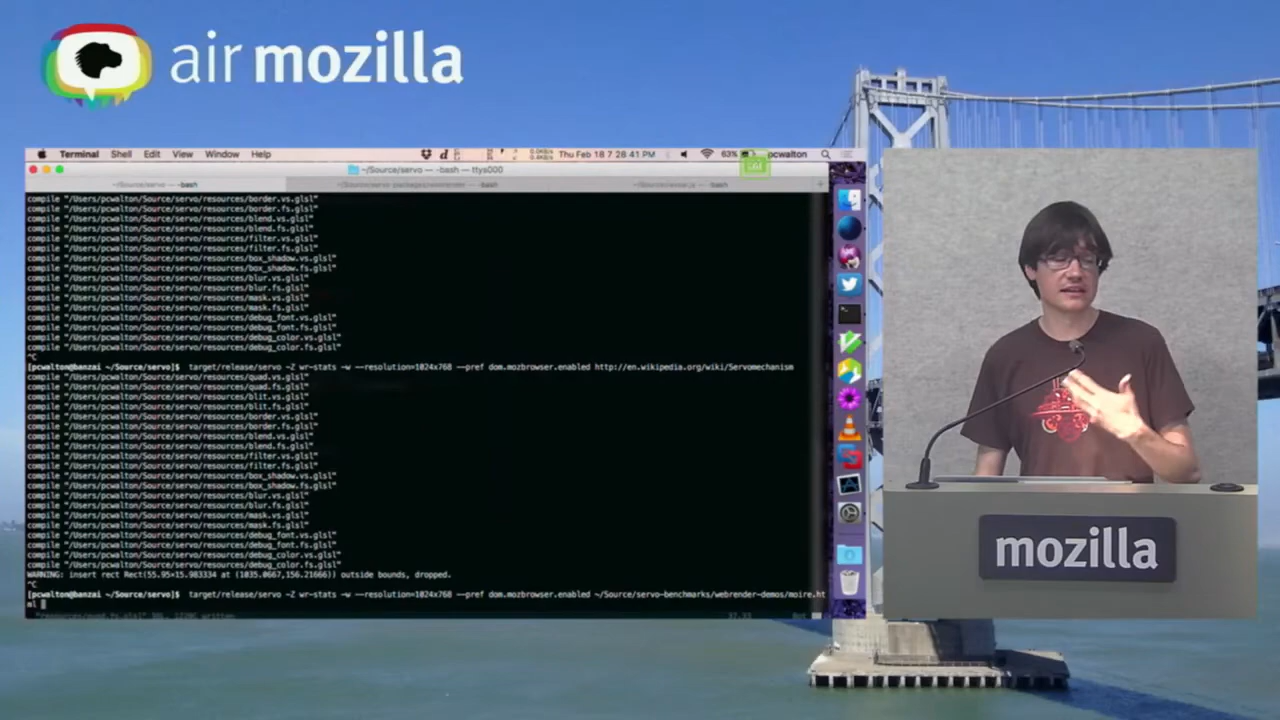 air mozilla
Terminal Shell Edit View Window Help
Thu Feb 18 7 28 41 PM 63% pcwalton
~/Source/servo — -bash — ttys000
~/Source/servo — -bash
compile "/Users/pcwalton/Source/servo/resources/border.vs.glsl"
compile "/Users/pcwalton/Source/servo/resources/border.fs.glsl"
compile "/Users/pcwalton/Source/servo/resources/blend.vs.glsl"
compile "/Users/pcwalton/Source/servo/resources/blend.fs.glsl"
compile "/Users/pcwalton/Source/servo/resources/filter.vs.glsl"
compile "/Users/pcwalton/Source/servo/resources/filter.fs.glsl"
compile "/Users/pcwalton/Source/servo/resources/box_shadow.vs.glsl"
compile "/Users/pcwalton/Source/servo/resources/box_shadow.fs.glsl"
compile "/Users/pcwalton/Source/servo/resources/blur.vs.glsl"
compile "/Users/pcwalton/Source/servo/resources/blur.fs.glsl"
compile "/Users/pcwalton/Source/servo/resources/mask.vs.glsl"
compile "/Users/pcwalton/Source/servo/resources/mask.fs.glsl"
compile "/Users/pcwalton/Source/servo/resources/debug_font.vs.glsl"
compile "/Users/pcwalton/Source/servo/resources/debug_font.fs.glsl"
compile "/Users/pcwalton/Source/servo/resources/debug_color.vs.glsl"
compile "/Users/pcwalton/Source/servo/resources/debug_color.fs.glsl"
^C
[pcwalton@banzai ~/Source/servo]$ target/release/servo -Z wr-stats -w --resolution=1024x768 --pref dom.mozbrowser.enabled http://en.wikipedia.org/wiki/Servomechanism
compile "/Users/pcwalton/Source/servo/resources/quad.vs.glsl"
compile "/Users/pcwalton/Source/servo/resources/quad.fs.glsl"
compile "/Users/pcwalton/Source/servo/resources/blit.vs.glsl"
compile "/Users/pcwalton/Source/servo/resources/blit.fs.glsl"
compile "/Users/pcwalton/Source/servo/resources/border.vs.glsl"
compile "/Users/pcwalton/Source/servo/resources/border.fs.glsl"
compile "/Users/pcwalton/Source/servo/resources/blend.vs.glsl"
compile "/Users/pcwalton/Source/servo/resources/blend.fs.glsl"
compile "/Users/pcwalton/Source/servo/resources/filter.vs.glsl"
compile "/Users/pcwalton/Source/servo/resources/filter.fs.glsl"
compile "/Users/pcwalton/Source/servo/resources/box_shadow.vs.glsl"
compile "/Users/pcwalton/Source/servo/resources/box_shadow.fs.glsl"
compile "/Users/pcwalton/Source/servo/resources/blur.vs.glsl"
compile "/Users/pcwalton/Source/servo/resources/blur.fs.glsl"
compile "/Users/pcwalton/Source/servo/resources/mask.vs.glsl"
compile "/Users/pcwalton/Source/servo/resources/mask.fs.glsl"
compile "/Users/pcwalton/Source/servo/resources/debug_font.vs.glsl"
compile "/Users/pcwalton/Source/servo/resources/debug_font.fs.glsl"
compile "/Users/pcwalton/Source/servo/resources/debug_color.vs.glsl"
compile "/Users/pcwalton/Source/servo/resources/debug_color.fs.glsl"
WARNING: insert rect Rect(55.95×15.983334 at (1035.0667,156.21666)) outside bounds, dropped.
^C
[pcwalton@banzai ~/Source/servo]$ target/release/servo -Z wr-stats -w --resolution=1024x768 --pref dom.mozbrowser.enabled ~/Source/servo-benchmarks/webrender-demos/moire.ht
ml
mozilla